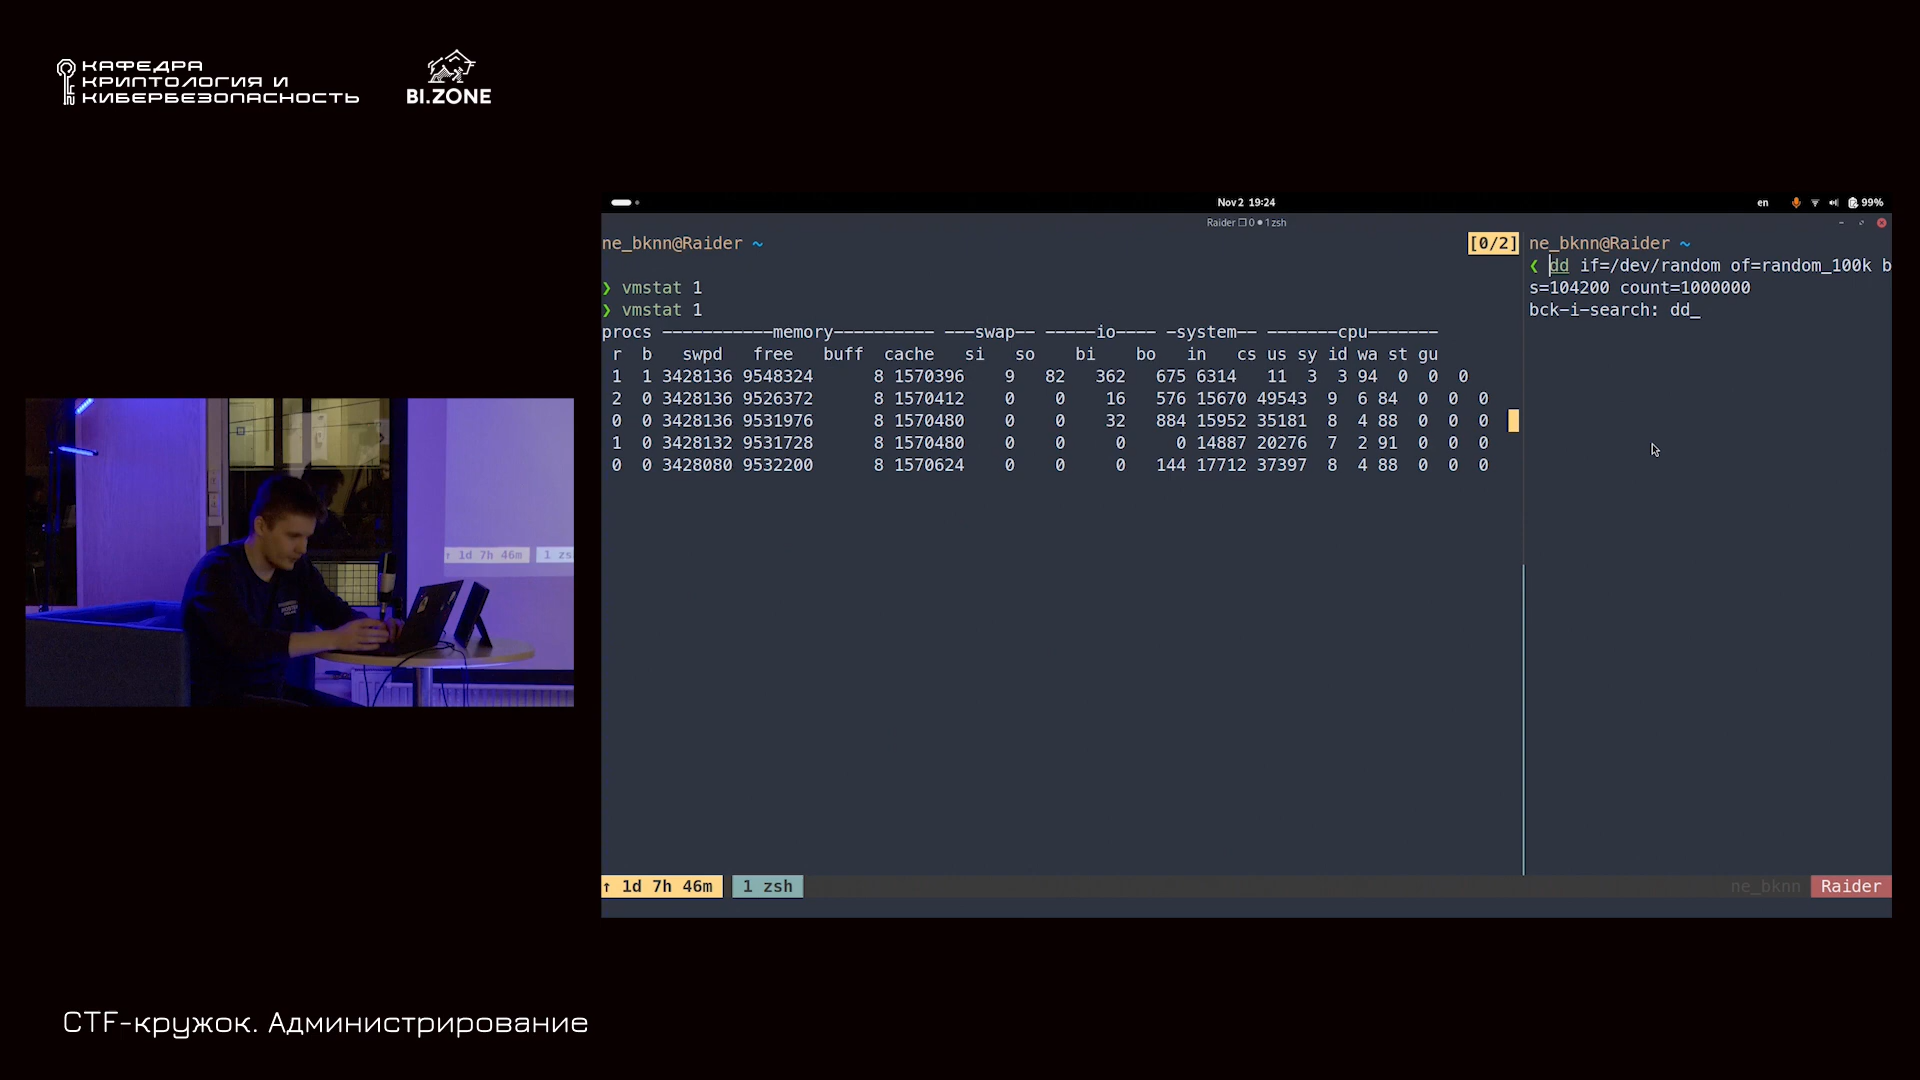 КАФЕДРА
КРИПТОЛОГИЯ И
КИБЕРБЕЗОПАСНОСТЬ
BI.ZONE
Nov 2 19:24
en
99%
Raider ❐ 0 ● 1 zsh
ne_bknn@Raider ~
[0/2]
❯ vmstat 1
❯ vmstat 1
procs -----------memory---------- ---swap-- -----io---- -system-- -------cpu-------
r b swpd free buff cache si so bi bo in cs us sy id wa st gu
1 1 3428136 9548324 8 1570396 9 82 362 675 6314 11 3 3 94 0 0 0
2 0 3428136 9526372 8 1570412 0 0 16 576 15670 49543 9 6 84 0 0 0
0 0 3428136 9531976 8 1570480 0 0 32 884 15952 35181 8 4 88 0 0 0
1 0 3428132 9531728 8 1570480 0 0 0 0 14887 20276 7 2 91 0 0 0
0 0 3428080 9532200 8 1570624 0 0 0 144 17712 37397 8 4 88 0 0 0
ne_bknn@Raider ~
❮ dd if=/dev/random of=random_100k b
s=104200 count=1000000
bck-i-search: dd_
↑ 1d 7h 46m
1 zs
↑ 1d 7h 46m 1 zsh
ne_bknn Raider
CTF-кружок. Администрирование